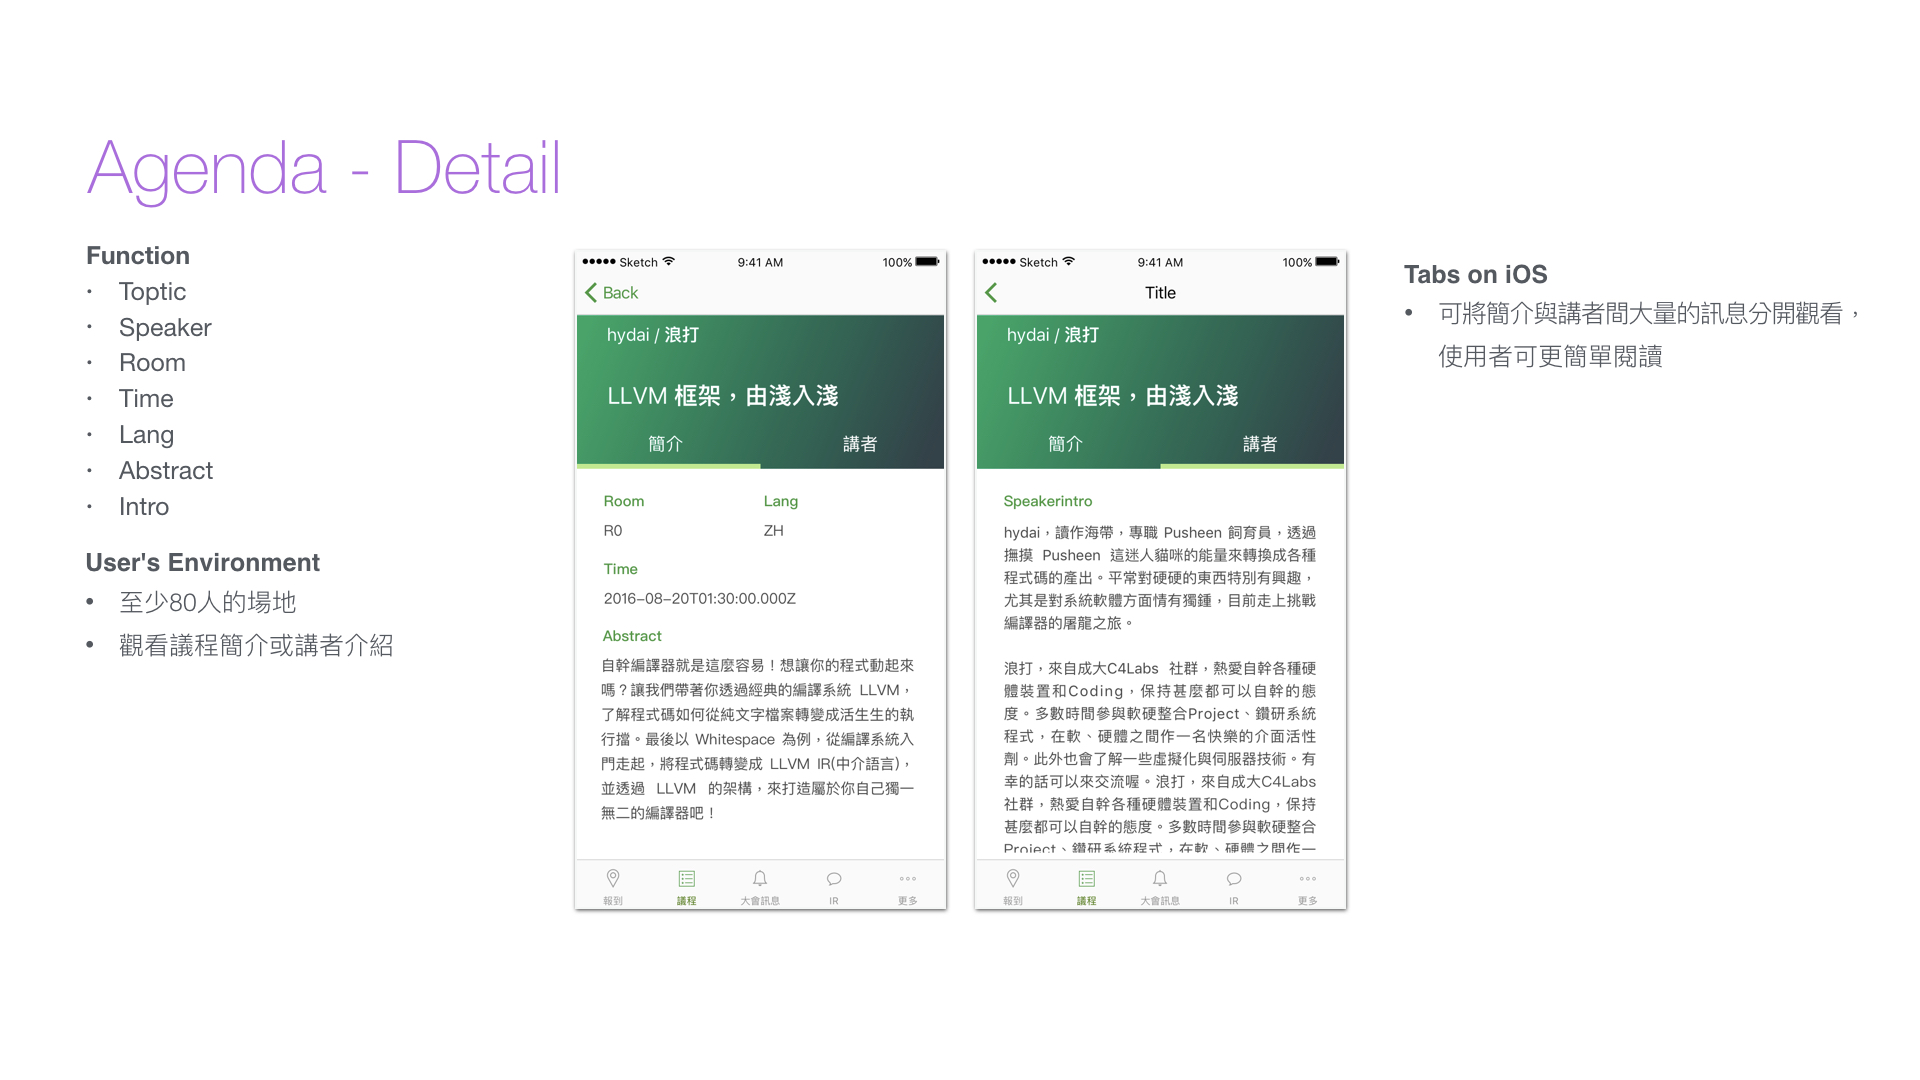 Agenda - Detail
Function
· Toptic
· Speaker
· Room
· Time
· Lang
· Abstract
· Intro
User's Environment
• 至少80人的場地
• 觀看議程簡介或講者介紹
Sketch 9:41 AM 100%
Back
hydai / 浪打
LLVM 框架，由淺入淺
簡介 講者
Room Lang
R0 ZH
Time
2016-08-20T01:30:00.000Z
Abstract
自幹編譯器就是這麼容易！想讓你的程式動起來
嗎？讓我們帶著你透過經典的編譯系統 LLVM，
了解程式碼如何從純文字檔案轉變成活生生的執
行擋。最後以 Whitespace 為例，從編譯系統入
門走起，將程式碼轉變成 LLVM IR(中介語言)，
並透過 LLVM 的架構，來打造屬於你自己獨一
無二的編譯器吧！
報到 議程 大會訊息 IR 更多
Sketch 9:41 AM 100%
Title
hydai / 浪打
LLVM 框架，由淺入淺
簡介 講者
Speakerintro
hydai，讀作海帶，專職 Pusheen 飼育員，透過
撫摸 Pusheen 這迷人貓咪的能量來轉換成各種
程式碼的產出。平常對硬硬的東西特別有興趣，
尤其是對系統軟體方面情有獨鍾，目前走上挑戰
編譯器的屠龍之旅。
浪打，來自成大C4Labs 社群，熱愛自幹各種硬
體裝置和Coding，保持甚麼都可以自幹的態
度。多數時間參與軟硬整合Project、鑽研系統
程式，在軟、硬體之間作一名快樂的介面活性
劑。此外也會了解一些虛擬化與伺服器技術。有
幸的話可以來交流喔。浪打，來自成大C4Labs
社群，熱愛自幹各種硬體裝置和Coding，保持
甚麼都可以自幹的態度。多數時間參與軟硬整合
Project、鑽研系統程式，在軟、硬體之間作一
報到 議程 大會訊息 IR 更多
Tabs on iOS
• 可將簡介與講者間大量的訊息分開觀看，
使用者可更簡單閱讀